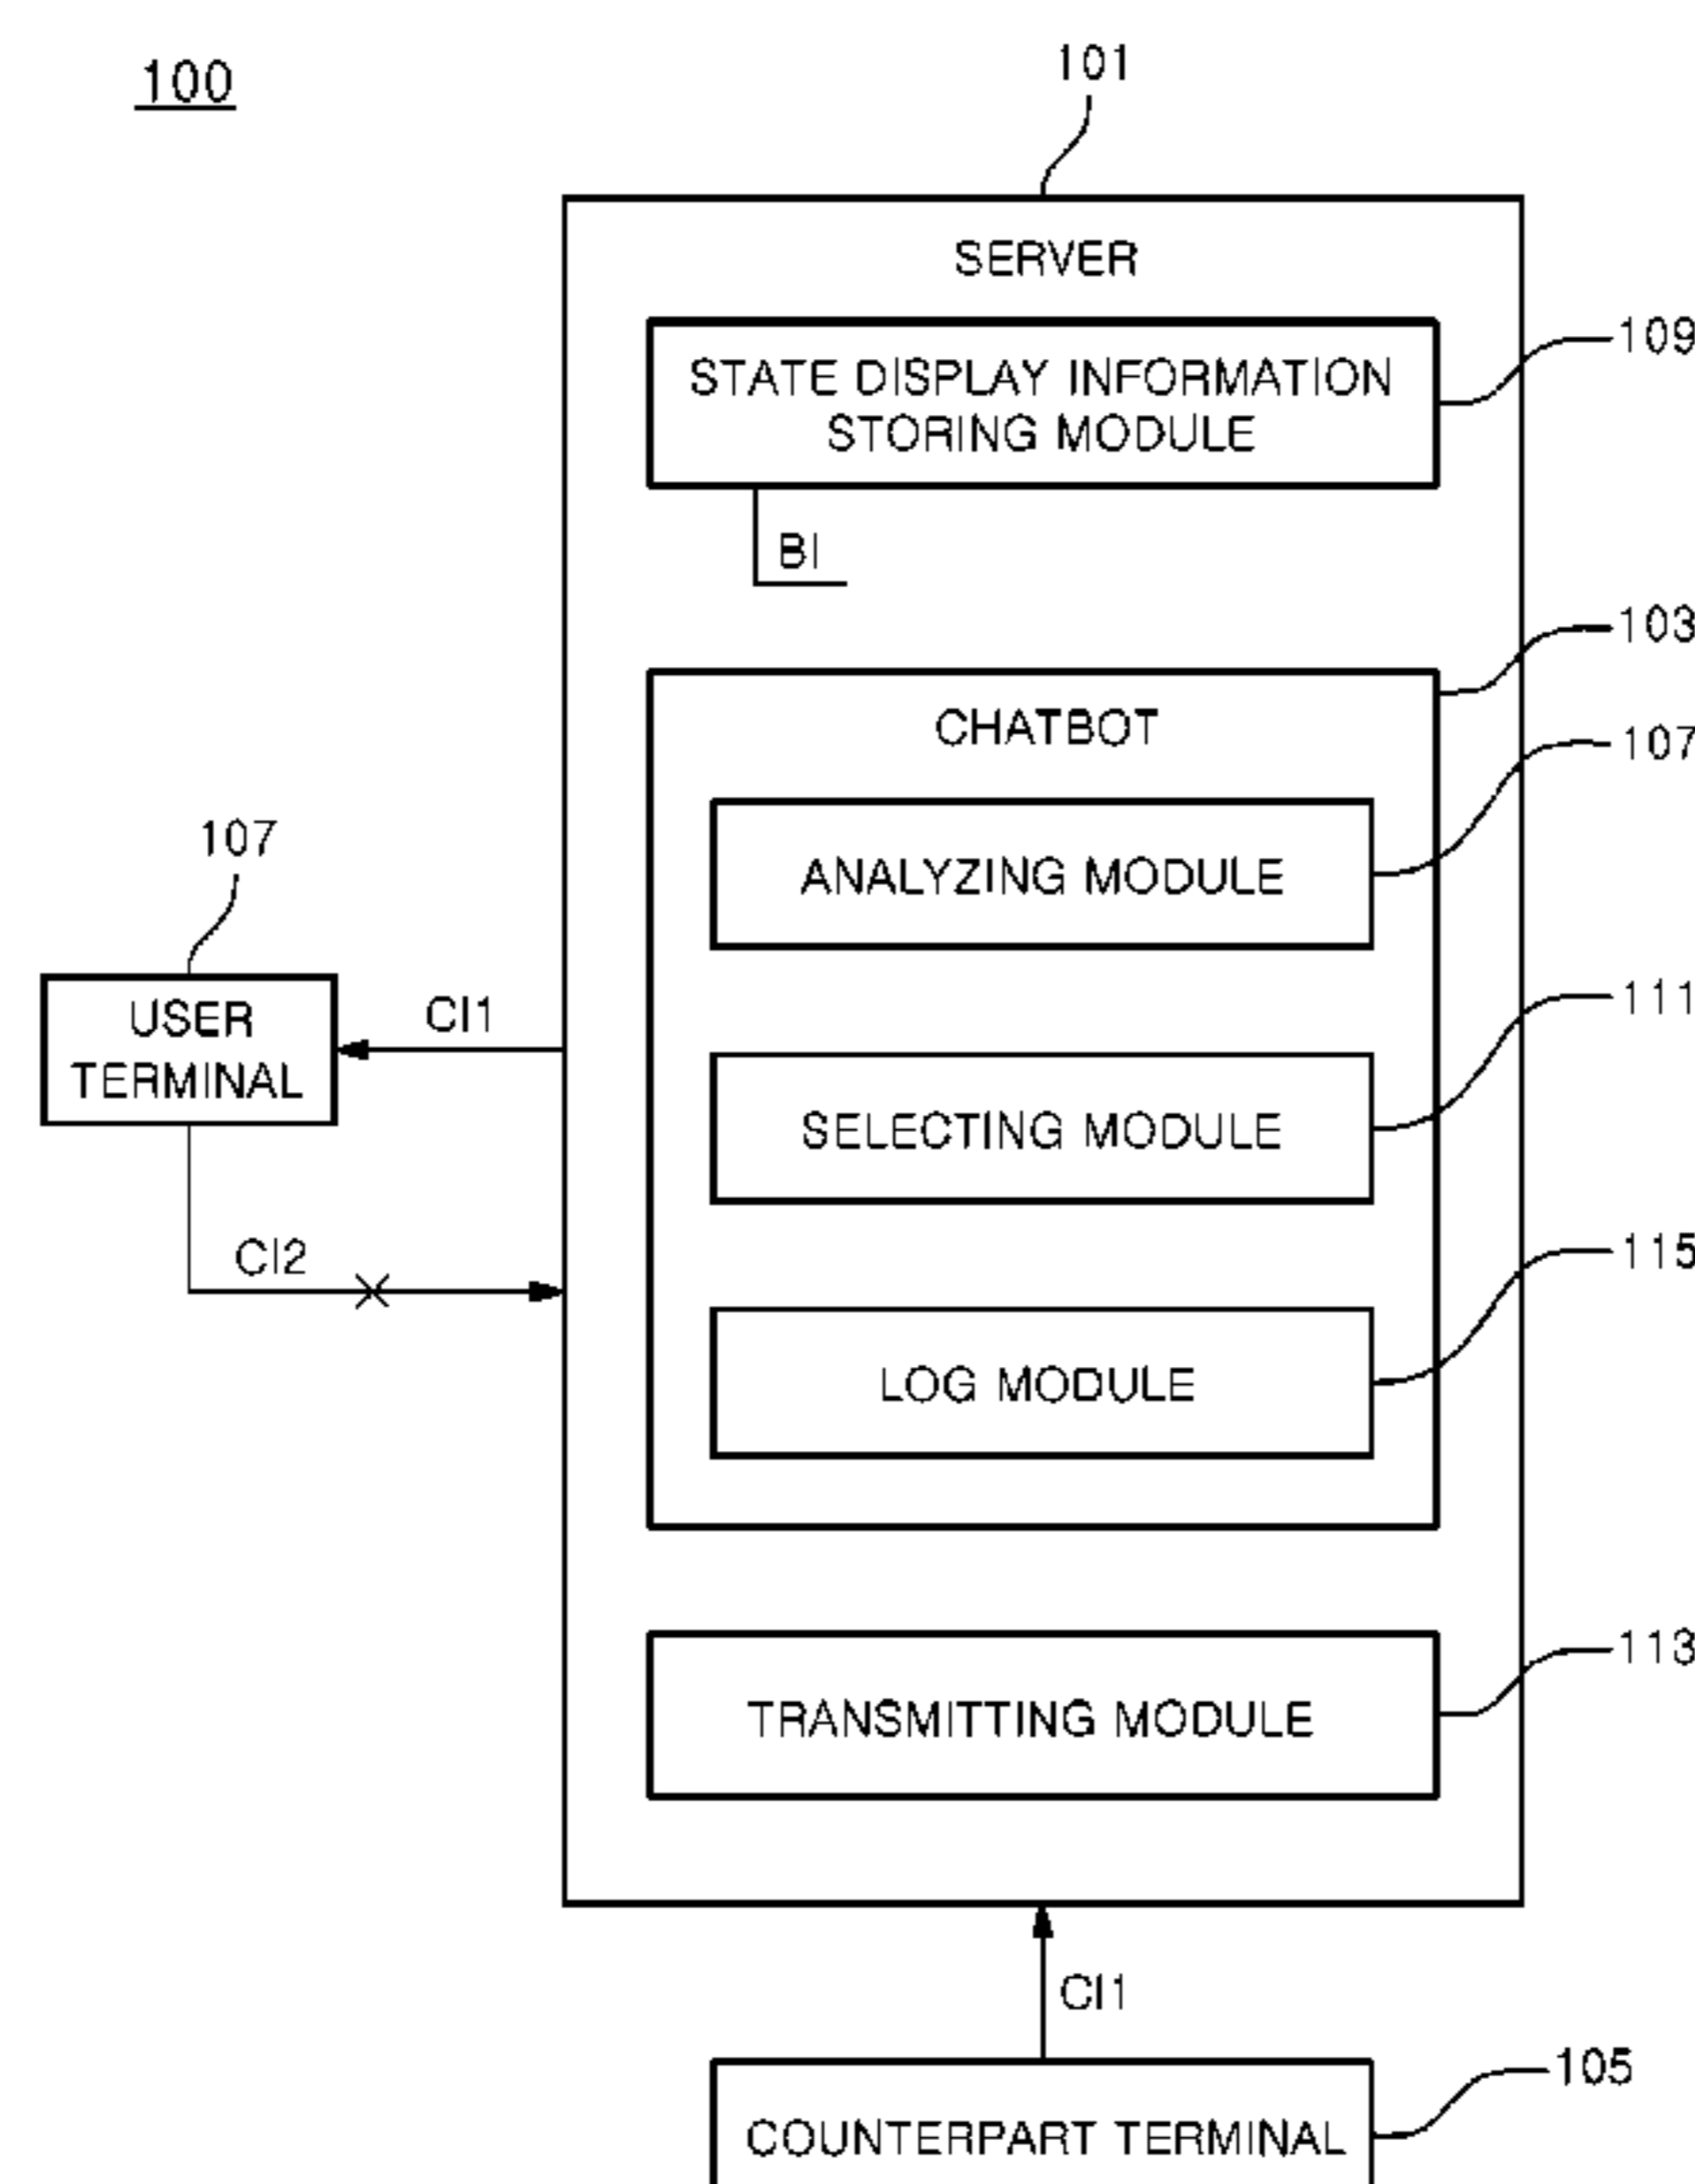 100
101
SERVER
109
STATE DISPLAY INFORMATION
STORING MODULE
BI
103
CHATBOT
107
ANALYZING MODULE
107
USER
TERMINAL
CI1
111
SELECTING MODULE
CI2
115
LOG MODULE
113
TRANSMITTING MODULE
CI1
105
COUNTERPART TERMINAL